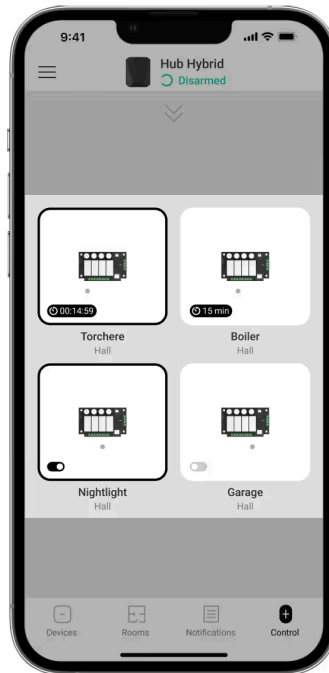 9:41
Hub Hybrid
Disarmed
00:14:59
15 min
Torchere
Boiler
Hall
Hall
Nightlight
Garage
Hall
Hall
Devices
Rooms
Notifications
Control